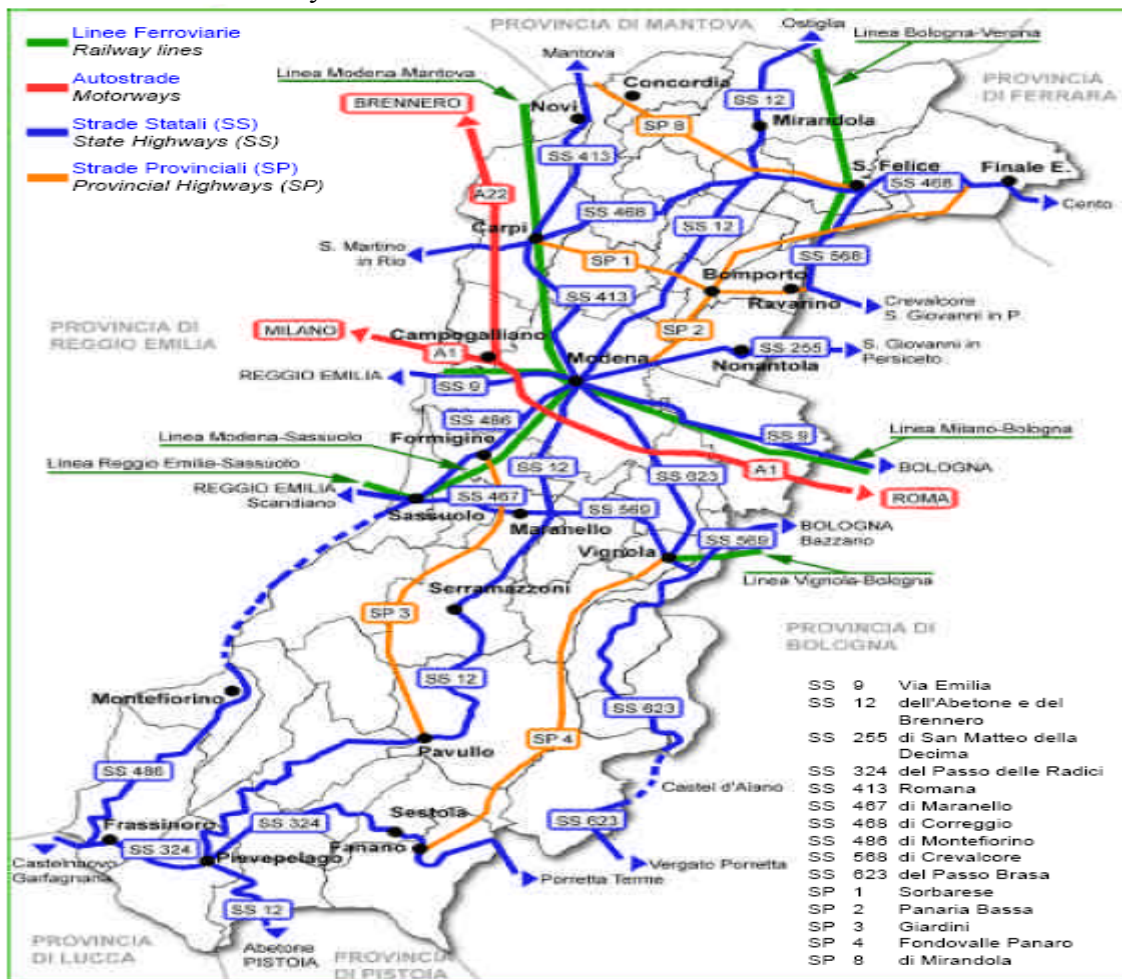 Linee Ferroviarie
Railway lines
Autostrade
Motorways
Strade Statali (SS)
State Highways (SS)
Strade Provinciali (SP)
Provincial Highways (SP)
PROVINCIA DI MANTOVA
Ostiglia
Linea Bologna-Verona
Mantova
Linea Modena Mantova
Concordia
PROVINCIA
DI FERRARA
BRENNERO
Novi
SS 12
Mirandola
SP 8
SS 413
S. Felice
Finale E.
A22
SS 468
SS 468
Cento
Carpi
SS 12
S. Martino
in Rio
SP 1
SS 568
Bomporto
SS 413
Ravarino
Crevalcore
S. Giovanni in P.
PROVINCIA DI
REGGIO EMILIA
MILANO
Campogalliano
SP 2
A1
Modena
SS 255
S. Giovanni in
Persiceto
Nonantola
REGGIO EMILIA
SS 9
SS 486
Linea Modena-Sassuolo
Formigine
SS 9
Linea Milano-Bologna
Linea Reggio Emilia-Sassuolo
SS 12
SS 623
A1
BOLOGNA
REGGIO EMILIA
Scandiano
SS 467
ROMA
Sassuolo
Maranello
SS 569
BOLOGNA
Bazzano
SS 569
Vignola
Linea Vignola-Bologna
Serramazzoni
SP 3
PROVINCIA DI
BOLOGNA
SS 12
Montefiorino
SS 623
SP 4
Pavullo
SS 486
Castel d'Aiano
Sestola
SS 324
SS 623
Frassinoro
Fanano
SS 324
Pievepelago
Castelnuovo
Garfagnana
Vergato Porretta
Porretta Terme
SS 12
Abetone
PISTOIA
PROVINCIA
DI LUCCA
PROVINCIA
DI PISTOIA
SS 9 Via Emilia
SS 12 dell'Abetone e del
Brennero
SS 255 di San Matteo della
Decima
SS 324 del Passo delle Radici
SS 413 Romana
SS 467 di Maranello
SS 468 di Correggio
SS 486 di Montefiorino
SS 568 di Crevalcore
SS 623 del Passo Brasa
SP 1 Sorbarese
SP 2 Panaria Bassa
SP 3 Giardini
SP 4 Fondovalle Panaro
SP 8 di Mirandola